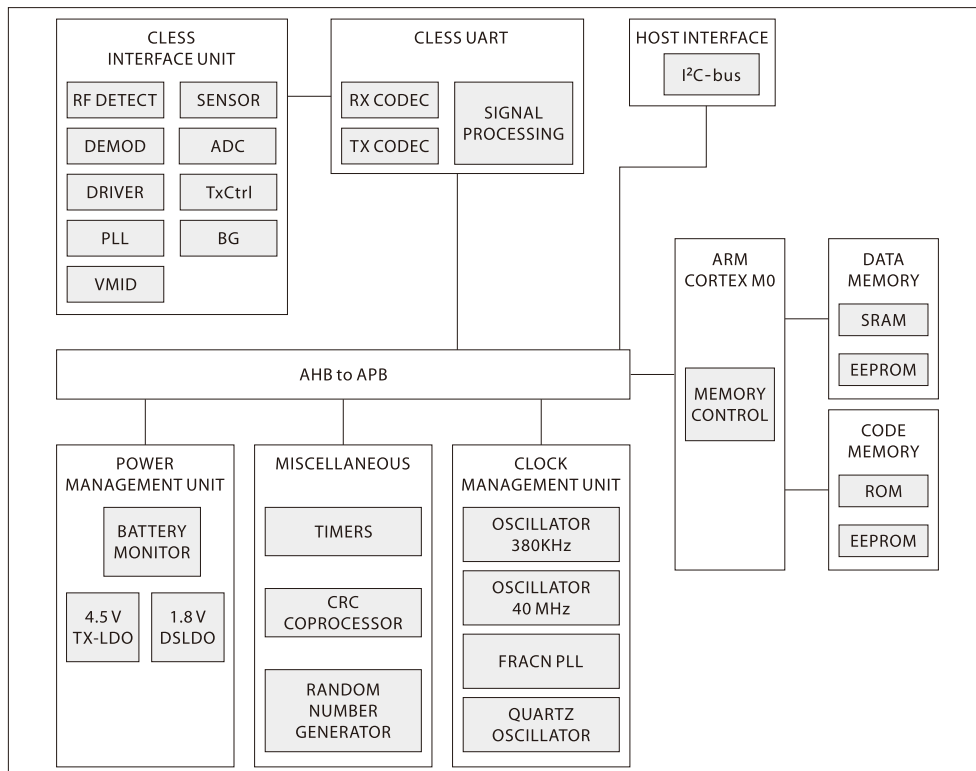 CLESS
INTERFACE UNIT
RF DETECT
SENSOR
DEMOD
ADC
DRIVER
TxCtrl
PLL
BG
VMID
CLESS UART
RX CODEC
TX CODEC
SIGNAL
PROCESSING
HOST INTERFACE
I²C-bus
ARM
CORTEX M0
MEMORY
CONTROL
DATA
MEMORY
SRAM
EEPROM
CODE
MEMORY
ROM
EEPROM
AHB to APB
POWER
MANAGEMENT UNIT
BATTERY
MONITOR
4.5 V
TX-LDO
1.8 V
DSLDO
MISCELLANEOUS
TIMERS
CRC
COPROCESSOR
RANDOM
NUMBER
GENERATOR
CLOCK
MANAGEMENT UNIT
OSCILLATOR
380KHz
OSCILLATOR
40 MHz
FRACN PLL
QUARTZ
OSCILLATOR